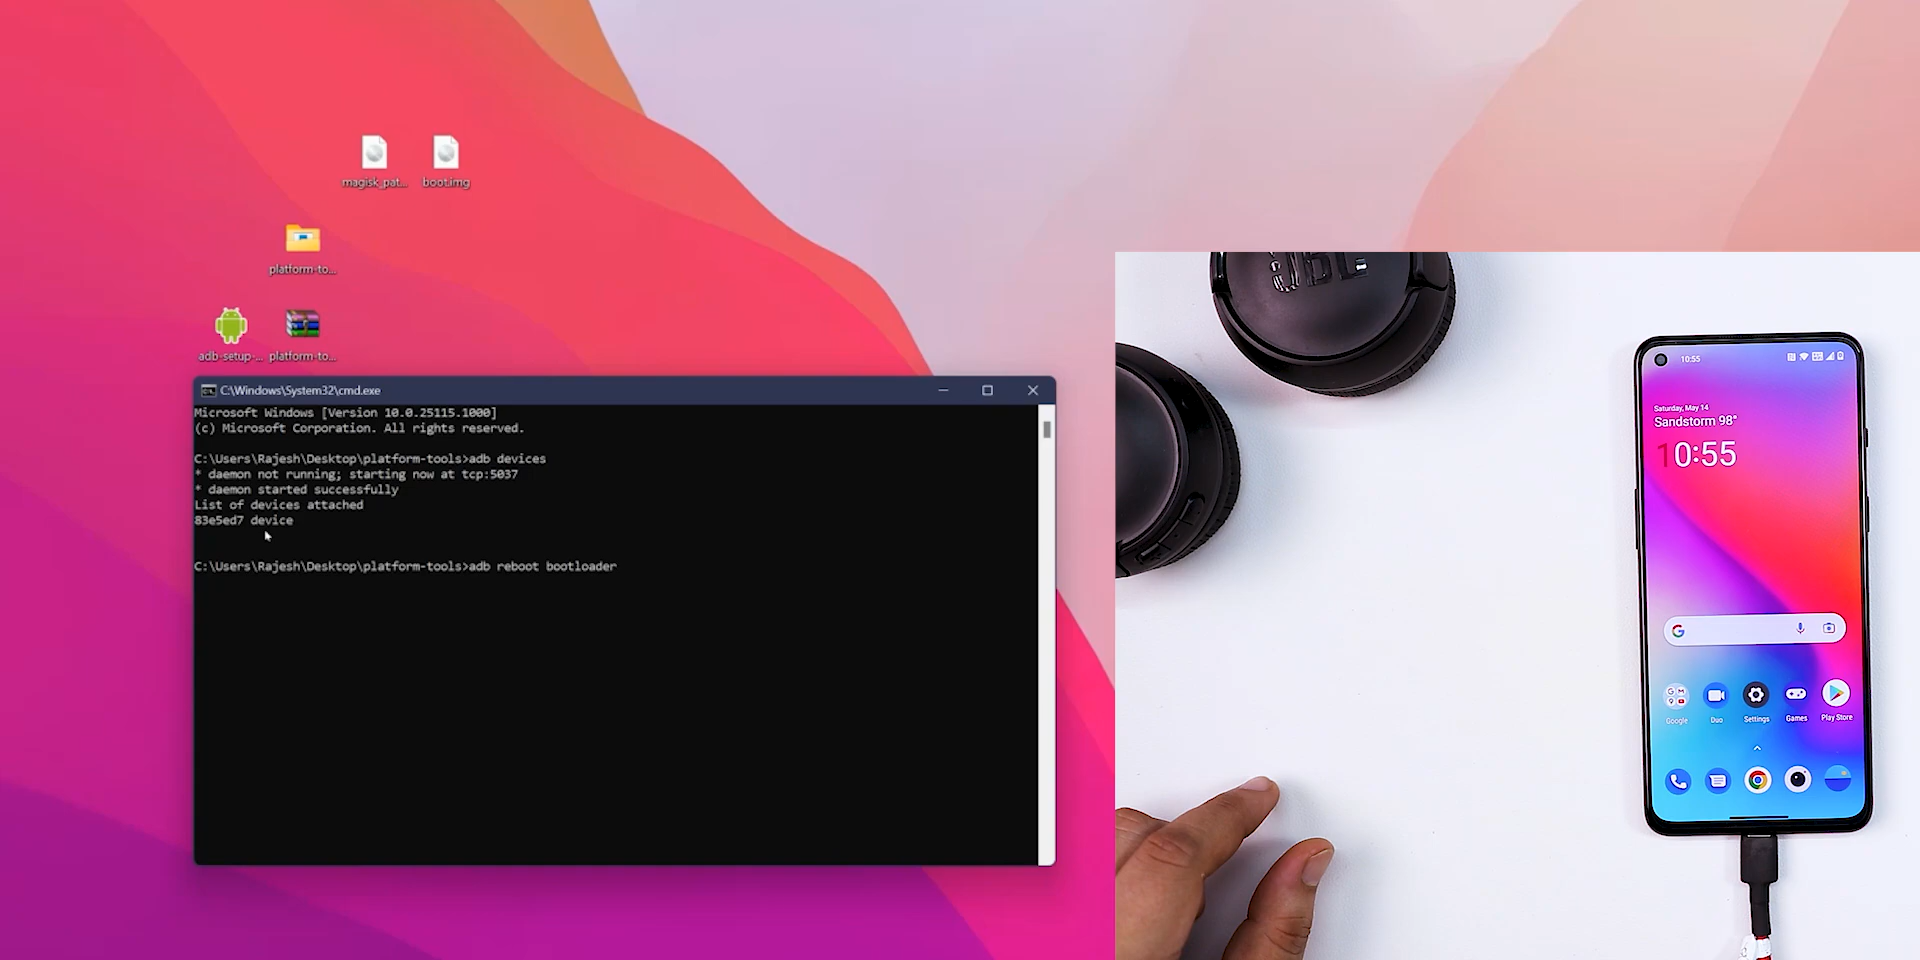 magisk_pat...
boot.img
platform-to...
adb-setup-...
platform-to...
C:\Windows\System32\cmd.exe
Microsoft Windows [Version 10.0.25115.1000]
(c) Microsoft Corporation. All rights reserved.
C:\Users\Rajesh\Desktop\platform-tools>adb devices
* daemon not running; starting now at tcp:5037
* daemon started successfully
List of devices attached
83e5ed7 device
C:\Users\Rajesh\Desktop\platform-tools>adb reboot bootloader
JBL
10:55
Saturday, May 14
Sandstorm 98°
10:55
Google
Duo
Settings
Games
Play Store